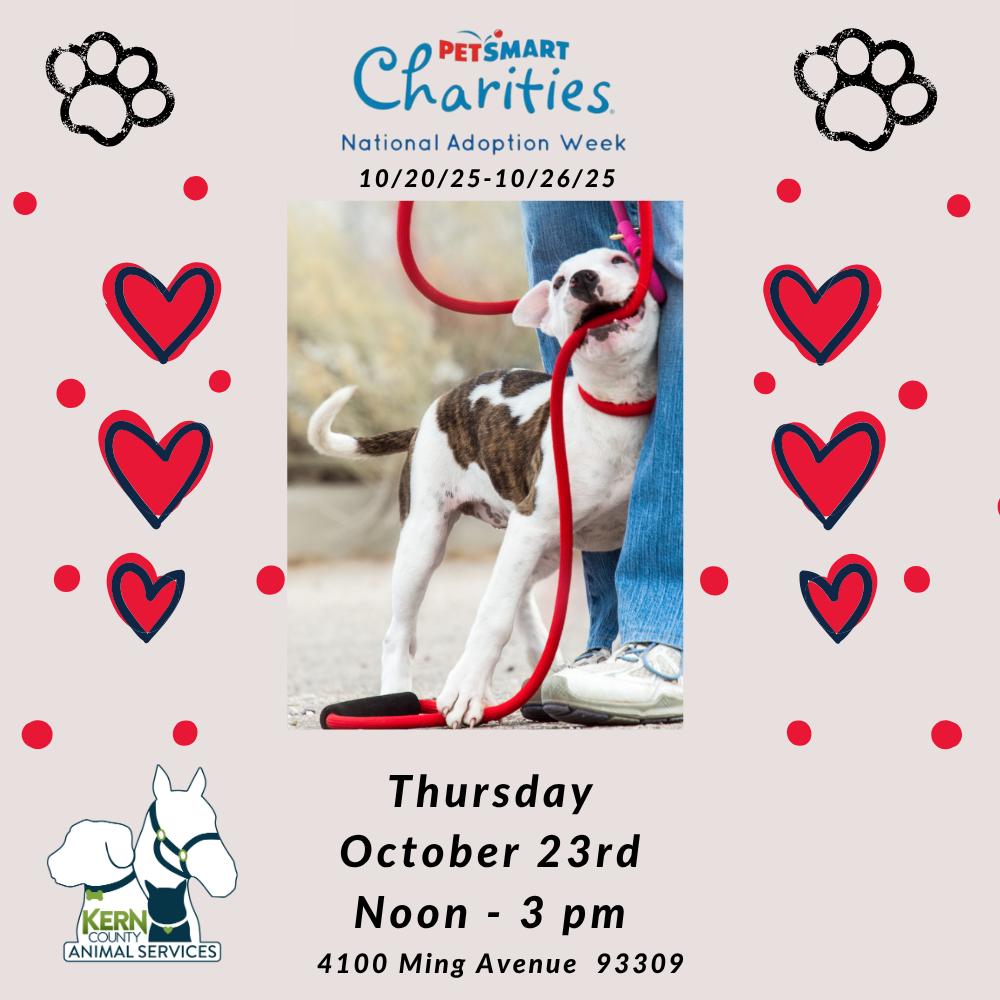 PETSMART
Charities
National Adoption Week
10/20/25-10/26/25
Thursday
October 23rd
Noon - 3 pm
4100 Ming Avenue 93309
KERN
COUNTY
ANIMAL SERVICES